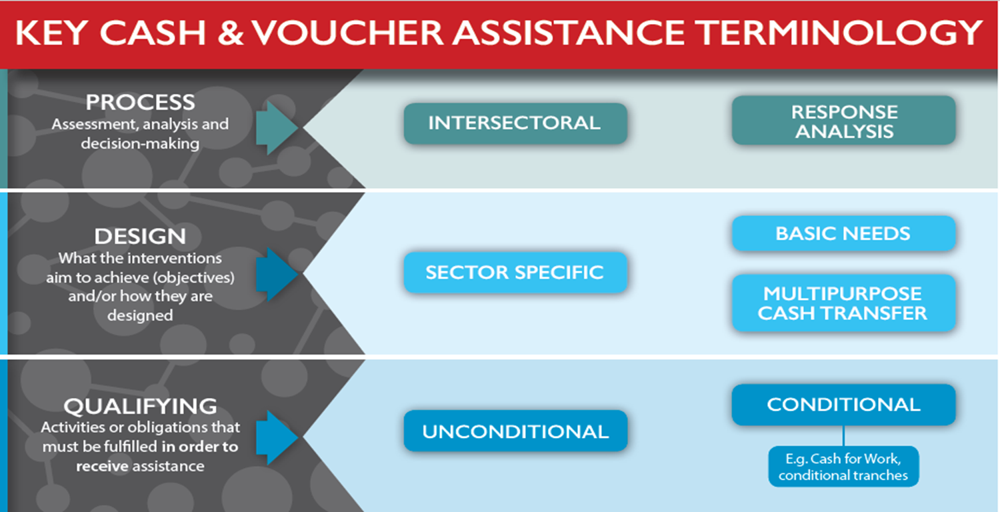 KEY CASH & VOUCHER ASSISTANCE TERMINOLOGY
PROCESS
Assessment, analysis and
decision-making
INTERSECTORAL
RESPONSE
ANALYSIS
DESIGN
What the interventions
aim to achieve (objectives)
and/or how they are
designed
SECTOR SPECIFIC
BASIC NEEDS
MULTIPURPOSE
CASH TRANSFER
QUALIFYING
Activities or obligations that
must be fulfilled in order to
receive assistance
UNCONDITIONAL
CONDITIONAL
E.g. Cash for Work,
conditional tranches